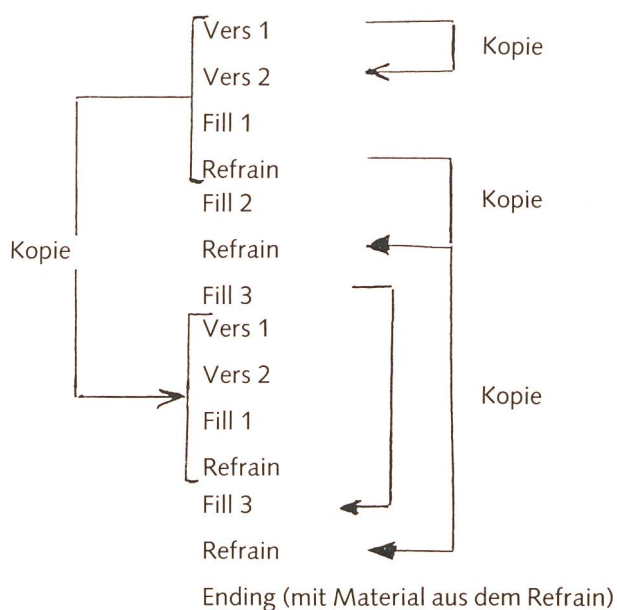 Vers 1
Kopie
Vers 2
Fill 1
Refrain
Fill 2
Kopie
Kopie
Refrain
Fill 3
Vers 1
Vers 2
Fill 1
Kopie
Refrain
Fill 3
Refrain
Ending (mit Material aus dem Refrain)